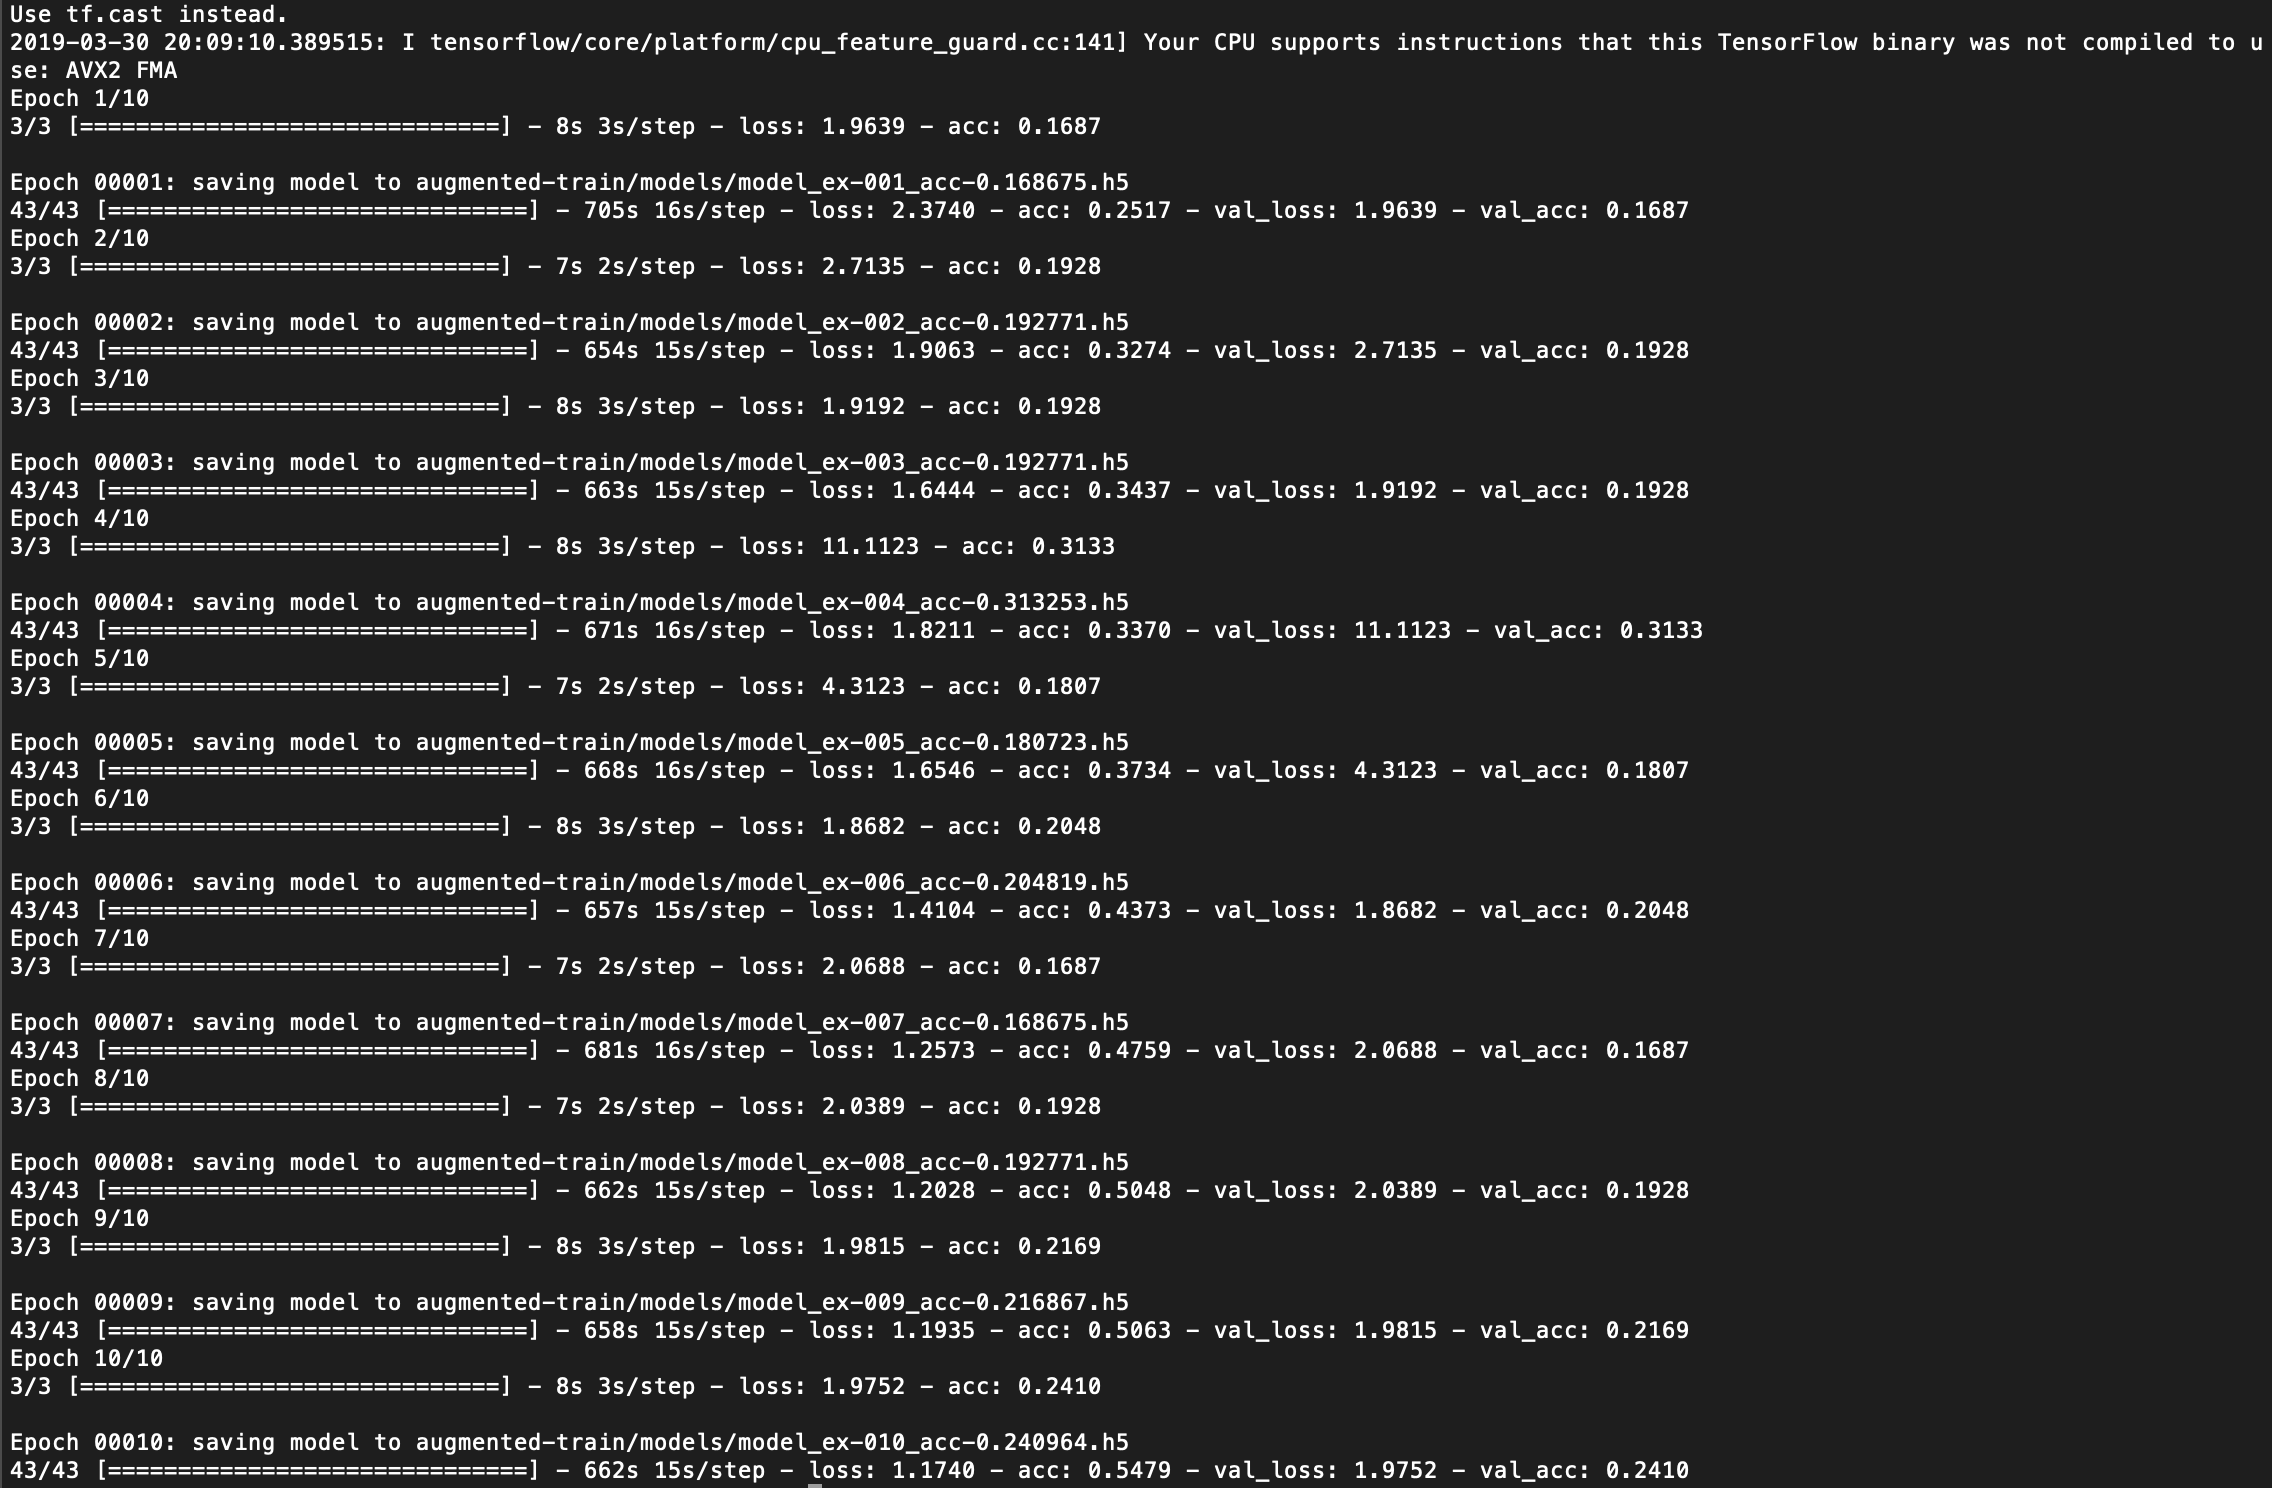 Use tf.cast instead.
2019-03-30 20:09:10.389515: I tensorflow/core/platform/cpu_feature_guard.cc:141] Your CPU supports instructions that this TensorFlow binary was not compiled to u
se: AVX2 FMA
Epoch 1/10
3/3 [==============================] - 8s 3s/step - loss: 1.9639 - acc: 0.1687
Epoch 00001: saving model to augmented-train/models/model_ex-001_acc-0.168675.h5
43/43 [==============================] - 705s 16s/step - loss: 2.3740 - acc: 0.2517 - val_loss: 1.9639 - val_acc: 0.1687
Epoch 2/10
3/3 [==============================] - 7s 2s/step - loss: 2.7135 - acc: 0.1928
Epoch 00002: saving model to augmented-train/models/model_ex-002_acc-0.192771.h5
43/43 [==============================] - 654s 15s/step - loss: 1.9063 - acc: 0.3274 - val_loss: 2.7135 - val_acc: 0.1928
Epoch 3/10
3/3 [==============================] - 8s 3s/step - loss: 1.9192 - acc: 0.1928
Epoch 00003: saving model to augmented-train/models/model_ex-003_acc-0.192771.h5
43/43 [==============================] - 663s 15s/step - loss: 1.6444 - acc: 0.3437 - val_loss: 1.9192 - val_acc: 0.1928
Epoch 4/10
3/3 [==============================] - 8s 3s/step - loss: 11.1123 - acc: 0.3133
Epoch 00004: saving model to augmented-train/models/model_ex-004_acc-0.313253.h5
43/43 [==============================] - 671s 16s/step - loss: 1.8211 - acc: 0.3370 - val_loss: 11.1123 - val_acc: 0.3133
Epoch 5/10
3/3 [==============================] - 7s 2s/step - loss: 4.3123 - acc: 0.1807
Epoch 00005: saving model to augmented-train/models/model_ex-005_acc-0.180723.h5
43/43 [==============================] - 668s 16s/step - loss: 1.6546 - acc: 0.3734 - val_loss: 4.3123 - val_acc: 0.1807
Epoch 6/10
3/3 [==============================] - 8s 3s/step - loss: 1.8682 - acc: 0.2048
Epoch 00006: saving model to augmented-train/models/model_ex-006_acc-0.204819.h5
43/43 [==============================] - 657s 15s/step - loss: 1.4104 - acc: 0.4373 - val_loss: 1.8682 - val_acc: 0.2048
Epoch 7/10
3/3 [==============================] - 7s 2s/step - loss: 2.0688 - acc: 0.1687
Epoch 00007: saving model to augmented-train/models/model_ex-007_acc-0.168675.h5
43/43 [==============================] - 681s 16s/step - loss: 1.2573 - acc: 0.4759 - val_loss: 2.0688 - val_acc: 0.1687
Epoch 8/10
3/3 [==============================] - 7s 2s/step - loss: 2.0389 - acc: 0.1928
Epoch 00008: saving model to augmented-train/models/model_ex-008_acc-0.192771.h5
43/43 [==============================] - 662s 15s/step - loss: 1.2028 - acc: 0.5048 - val_loss: 2.0389 - val_acc: 0.1928
Epoch 9/10
3/3 [==============================] - 8s 3s/step - loss: 1.9815 - acc: 0.2169
Epoch 00009: saving model to augmented-train/models/model_ex-009_acc-0.216867.h5
43/43 [==============================] - 658s 15s/step - loss: 1.1935 - acc: 0.5063 - val_loss: 1.9815 - val_acc: 0.2169
Epoch 10/10
3/3 [==============================] - 8s 3s/step - loss: 1.9752 - acc: 0.2410
Epoch 00010: saving model to augmented-train/models/model_ex-010_acc-0.240964.h5
43/43 [==============================] - 662s 15s/step - loss: 1.1740 - acc: 0.5479 - val_loss: 1.9752 - val_acc: 0.2410